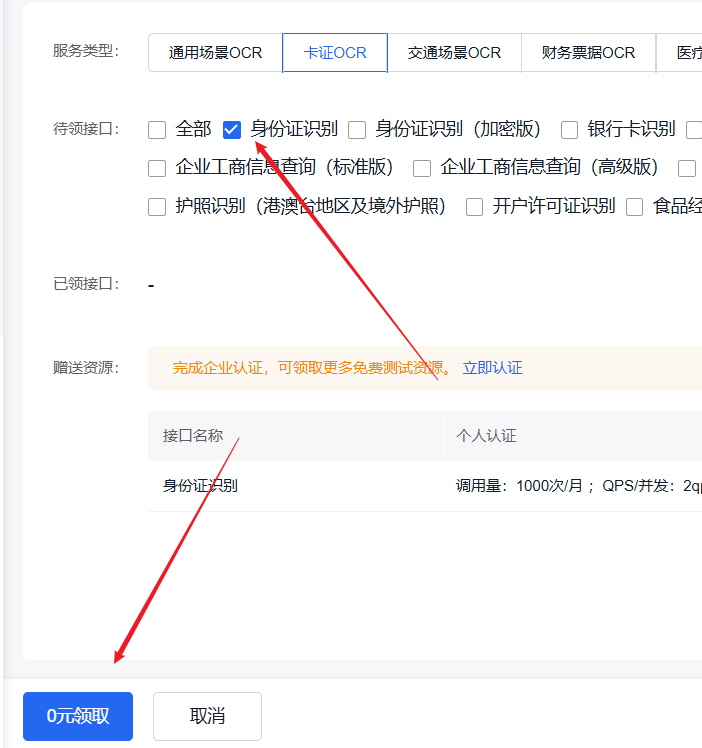 服务类型： 通用场景OCR 卡证OCR 交通场景OCR 财务票据OCR 医疗
待领接口： 全部 身份证识别 身份证识别（加密版） 银行卡识别
企业工商信息查询（标准版） 企业工商信息查询（高级版）
护照识别（港澳台地区及境外护照） 开户许可证识别 食品经
已领接口： -
赠送资源： 完成企业认证，可领取更多免费测试资源。 立即认证
接口名称 个人认证
身份证识别 调用量：1000次/月； QPS/并发：2qp
0元领取 取消